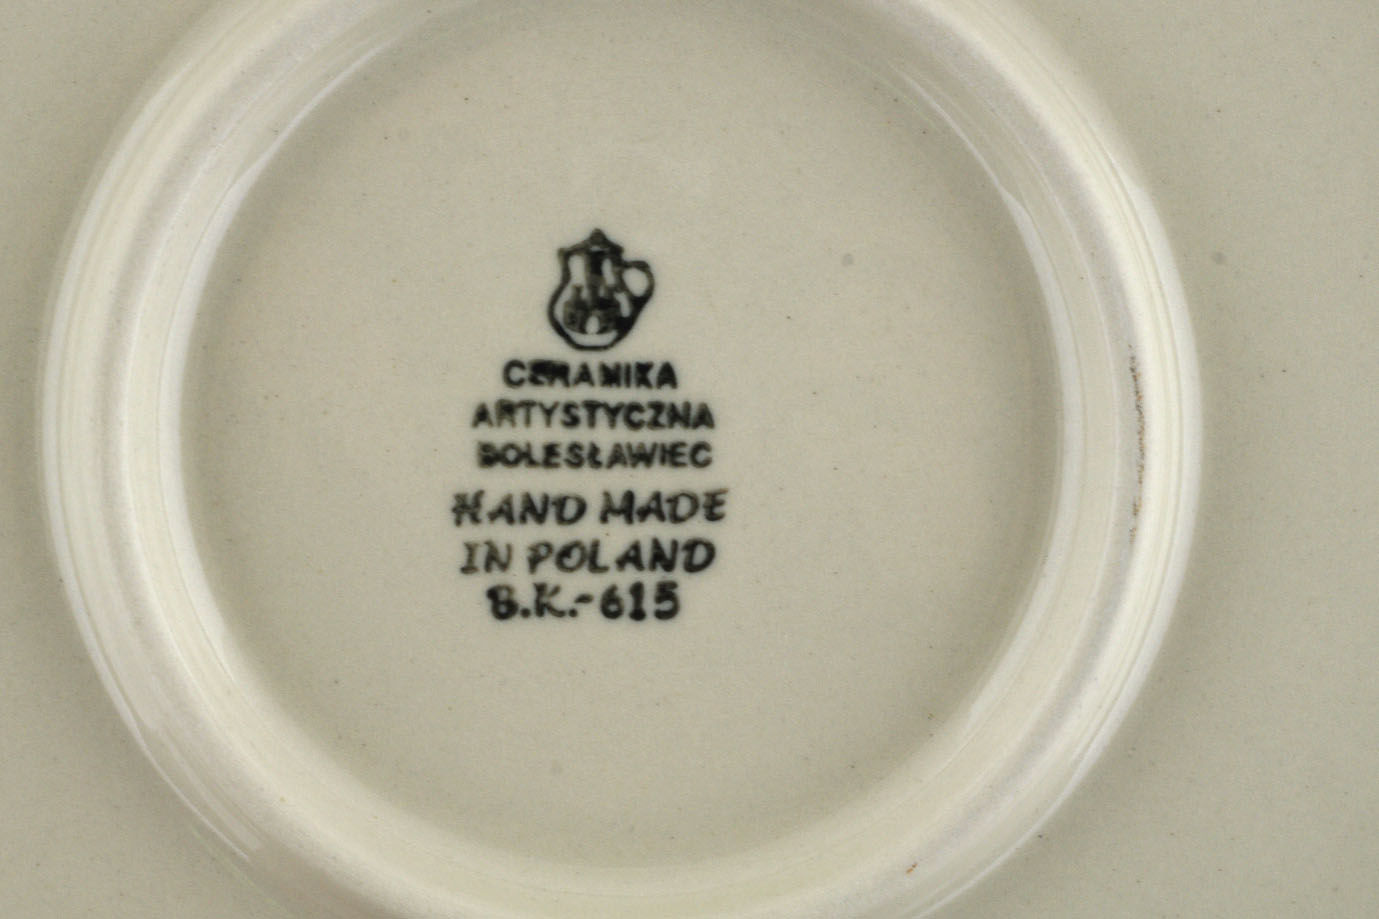 CERAMIKA
ARTYSTYCZNA
BOLESŁAWIEC
HAND MADE
IN POLAND
B.K.-615